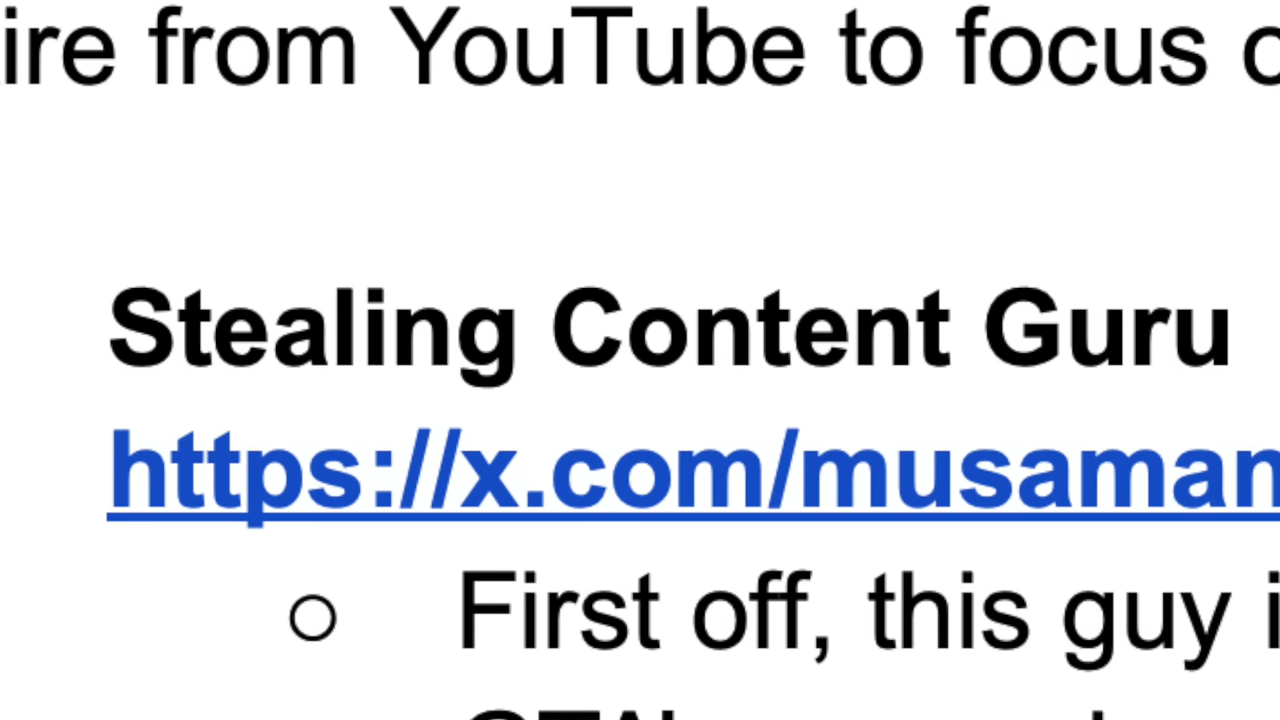 ire from YouTube to focus
Stealing Content Guru
https://x.com/musaman
○ First off, this guy